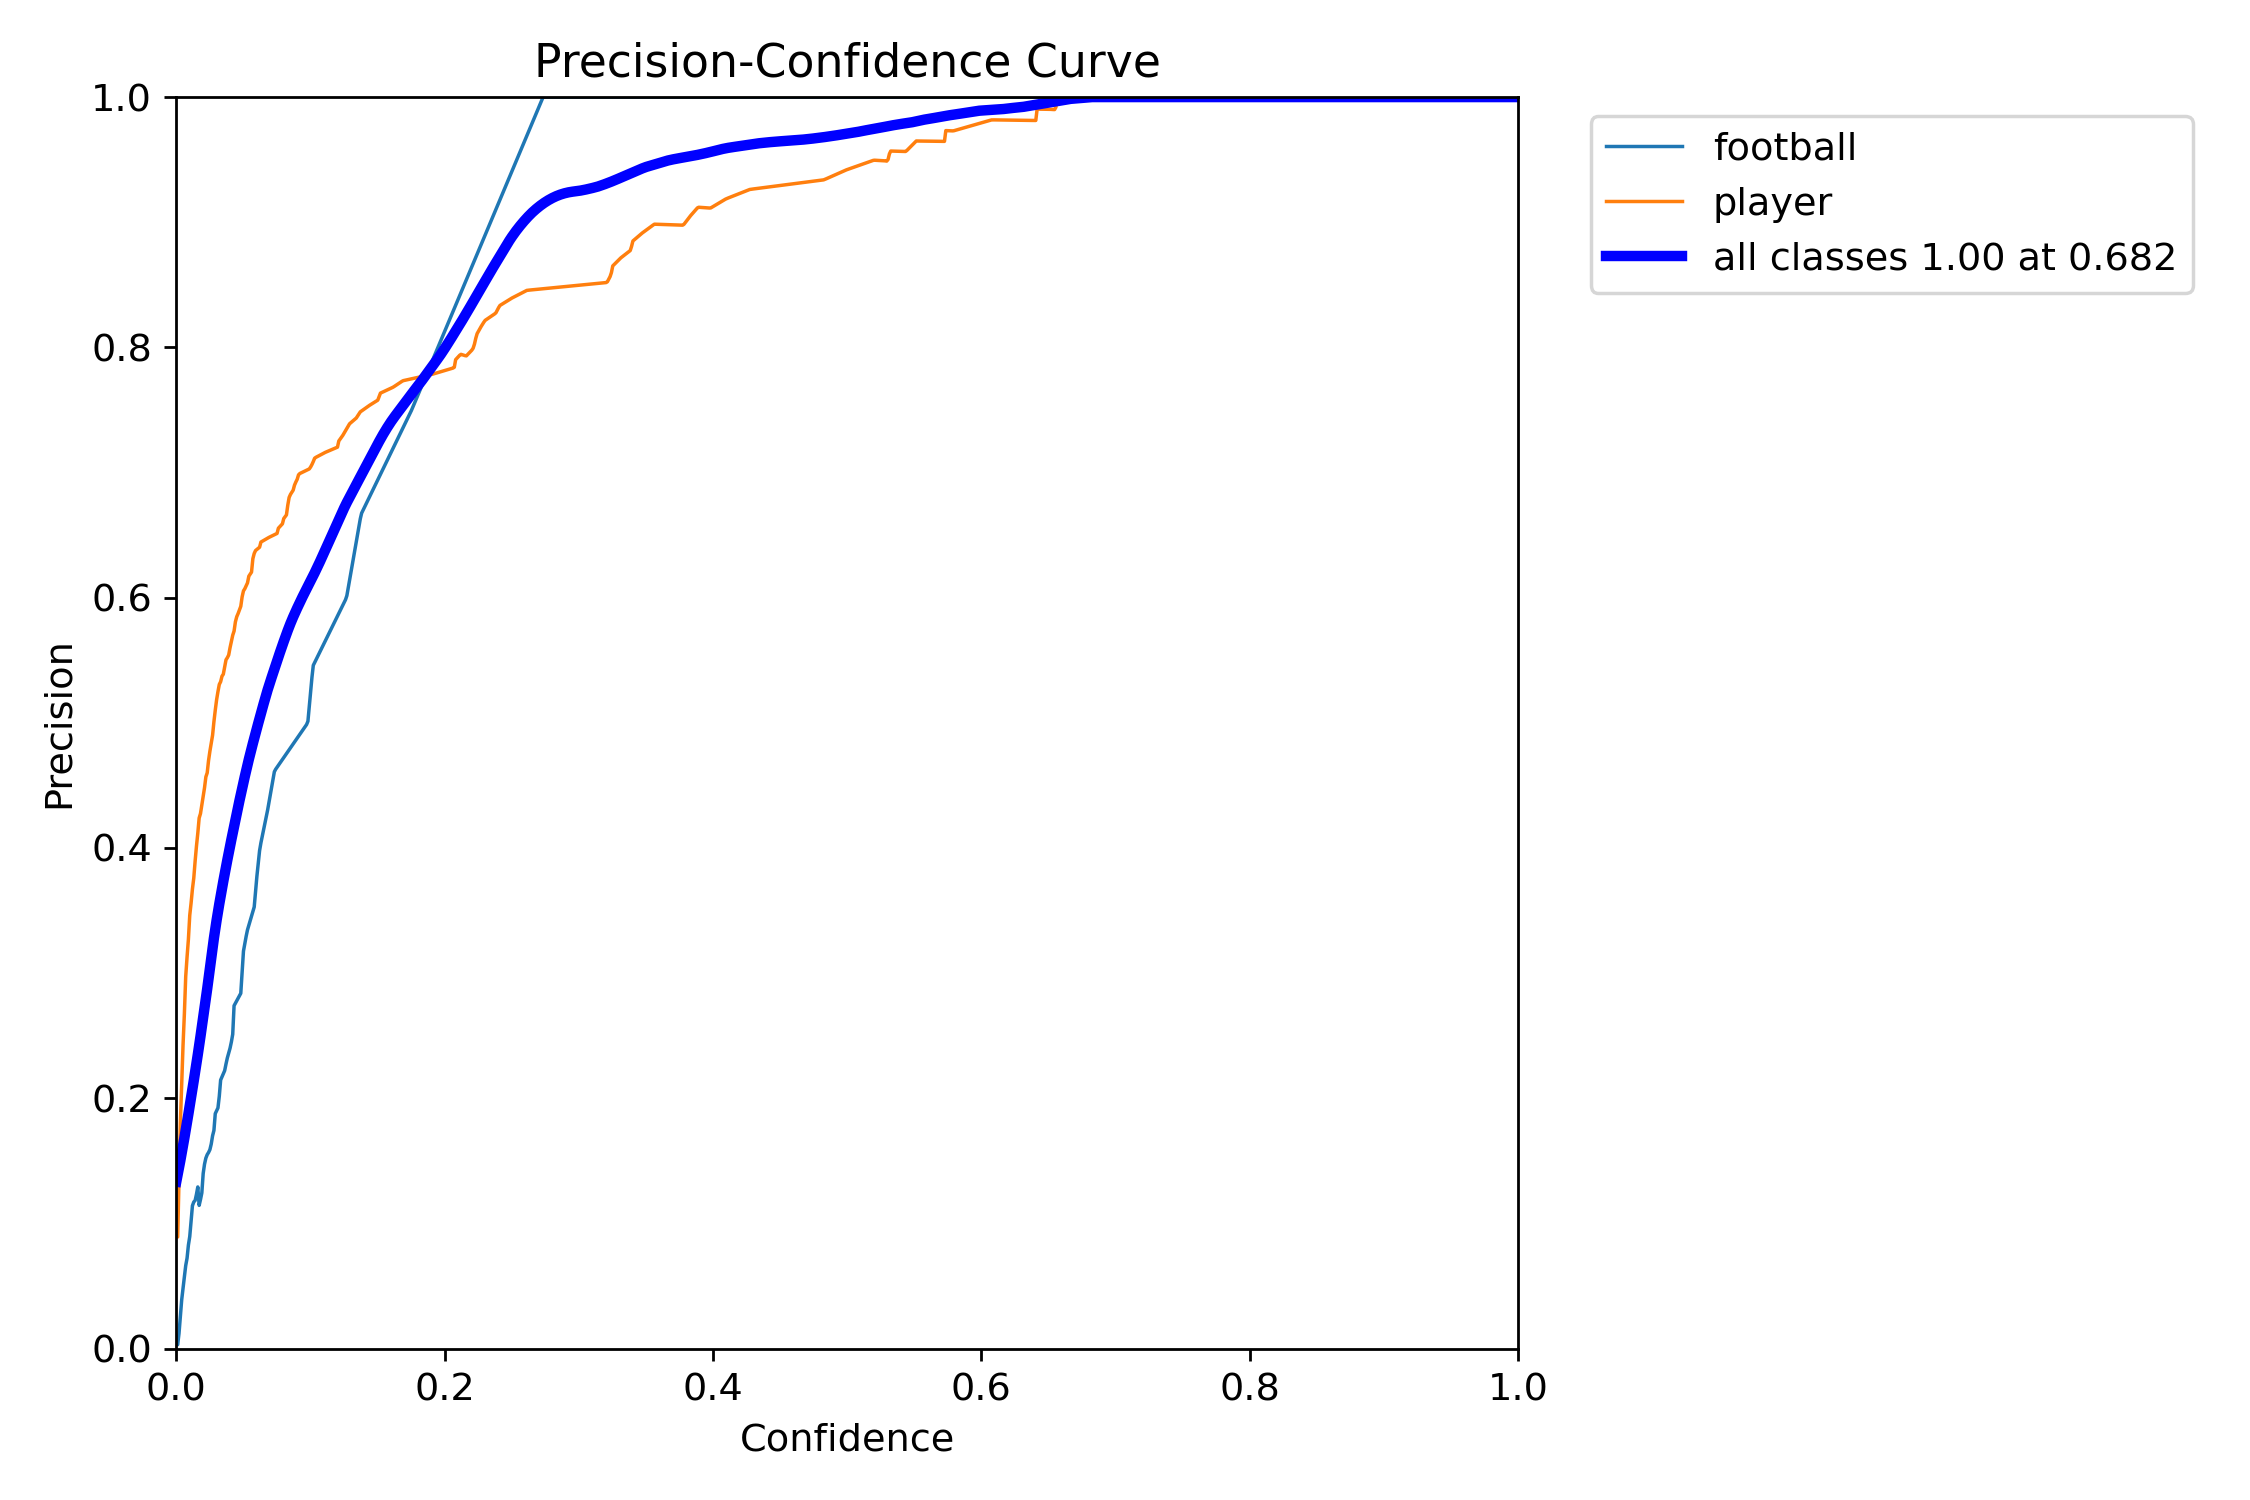 Precision-Confidence Curve
1.0
0.8
0.6
0.4
0.2
0.0
Precision
0.0 0.2 0.4 0.6 0.8 1.0
Confidence
football
player
all classes 1.00 at 0.682